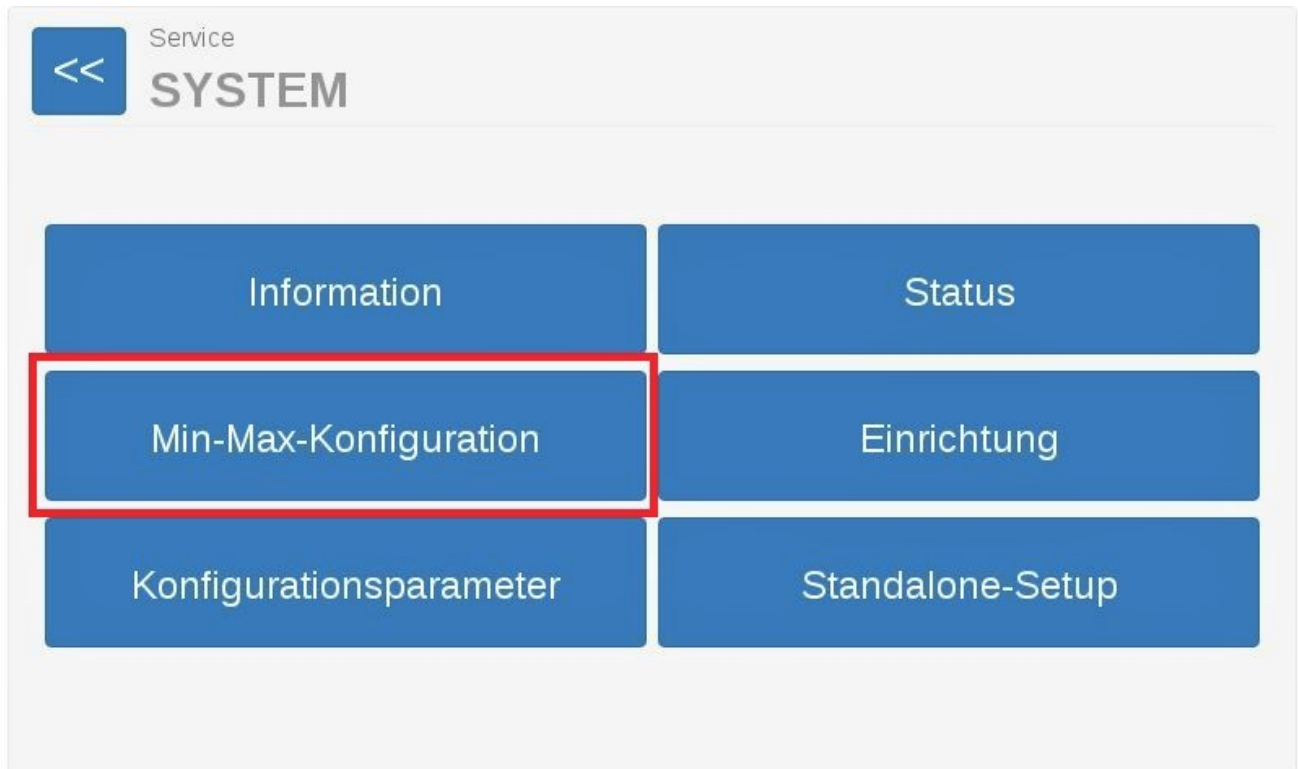 <<
Service
SYSTEM
Information
Status
Min-Max-Konfiguration
Einrichtung
Konfigurationsparameter
Standalone-Setup